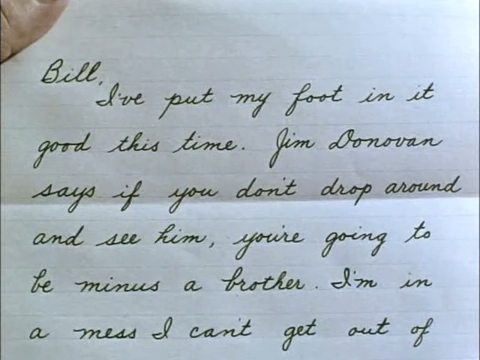 Bill,
I've put my foot in it
good this time. Jim Donovan
says if you don't drop around
and see him, you're going to
be minus a brother. I'm in
a mess I can't get out of